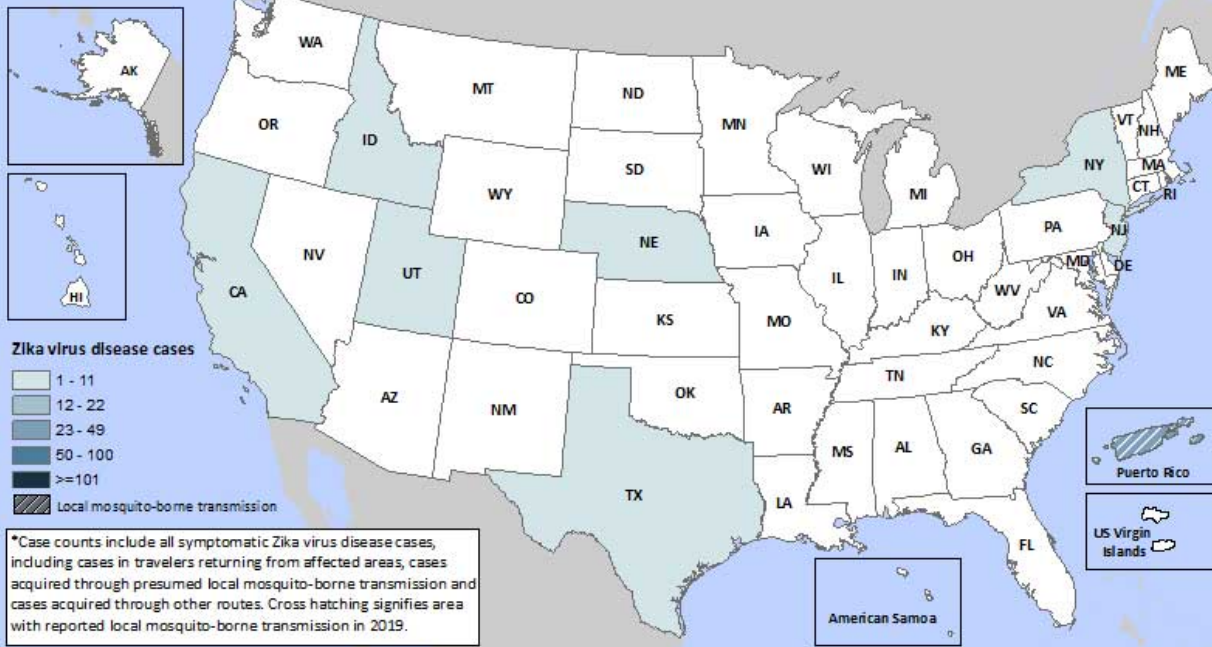 AK
WA
MT
ND
MN
ME
VT
NH
OR
ID
SD
WI
MI
NY
MA
CT
RI
WY
IA
PA
NJ
NE
NV
UT
OH
MD
DE
HI
CA
CO
IL
IN
WV
VA
KS
MO
KY
NC
TN
AZ
NM
OK
AR
SC
MS
AL
GA
TX
LA
FL
Zika virus disease cases
1 - 11
12 - 22
23 - 49
50 - 100
>=101
Local mosquito-borne transmission
*Case counts include all symptomatic Zika virus disease cases,
including cases in travelers returning from affected areas, cases
acquired through presumed local mosquito-borne transmission and
cases acquired through other routes. Cross hatching signifies area
with reported local mosquito-borne transmission in 2019.
Puerto Rico
US Virgin
Islands
American Samoa